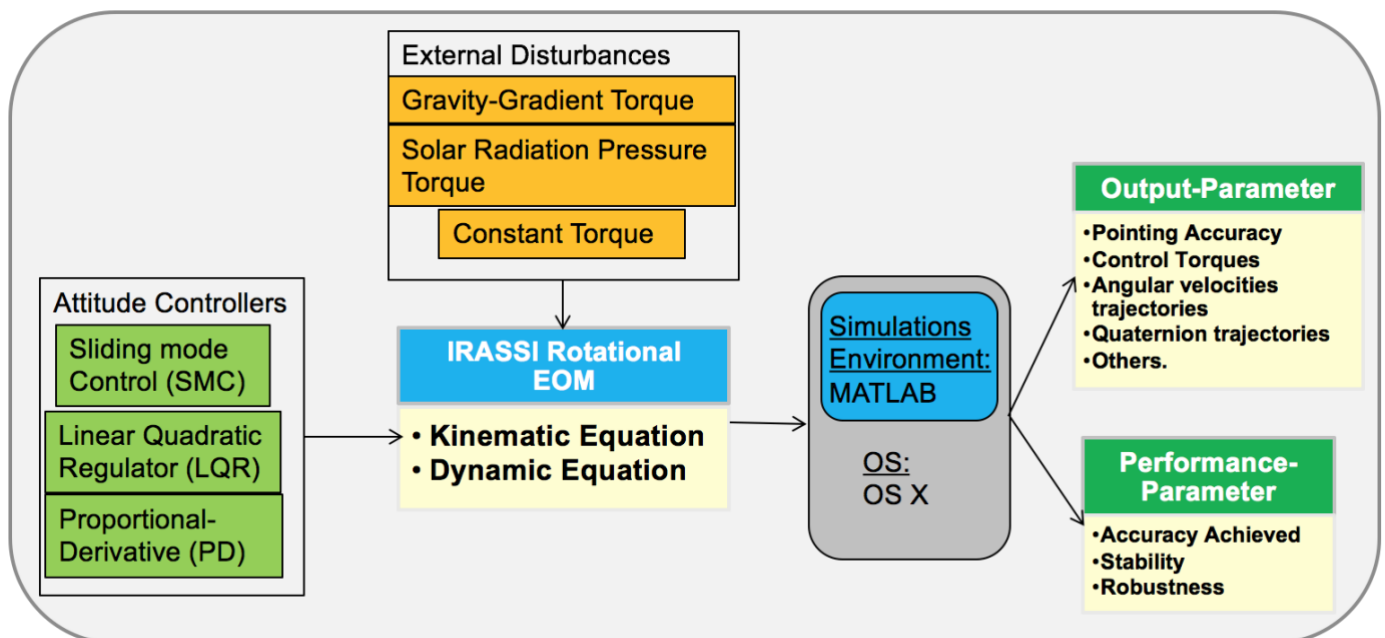 External Disturbances
Gravity-Gradient Torque
Solar Radiation Pressure
Torque
Constant Torque
Attitude Controllers
Sliding mode
Control (SMC)
Linear Quadratic
Regulator (LQR)
Proportional-
Derivative (PD)
IRASSI Rotational
EOM
• Kinematic Equation
• Dynamic Equation
Simulations
Environment:
MATLAB
OS:
OS X
Output-Parameter
•Pointing Accuracy
•Control Torques
•Angular velocities
trajectories
•Quaternion trajectories
•Others.
Performance-
Parameter
•Accuracy Achieved
•Stability
•Robustness